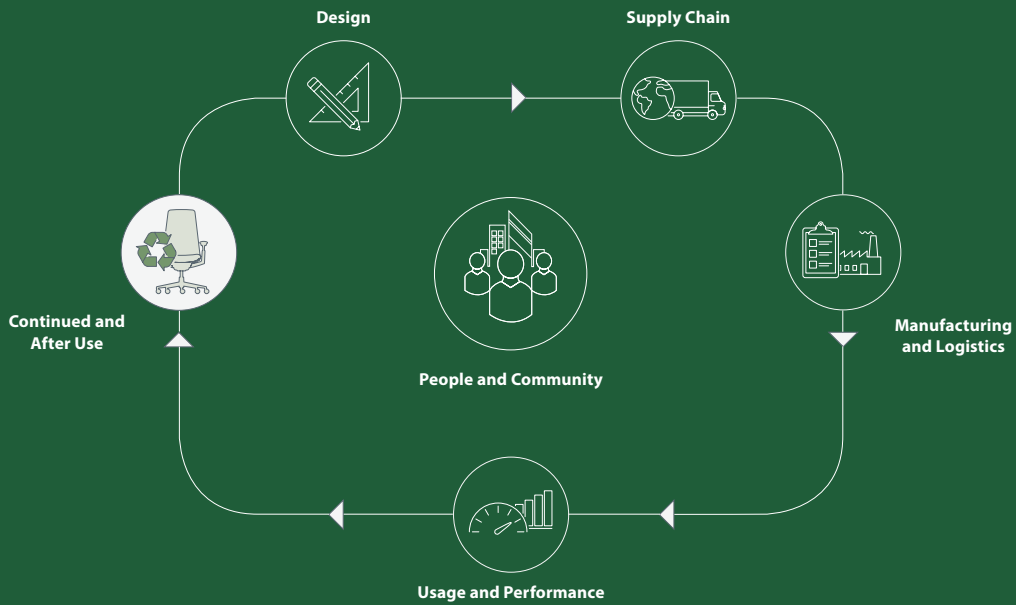 Design
Supply Chain
Continued and
After Use
Manufacturing
and Logistics
People and Community
Usage and Performance